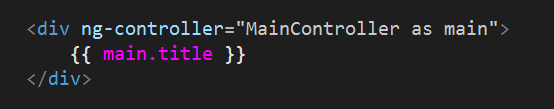 <div ng-controller="MainController as main">
{{ main.title }}
</div>